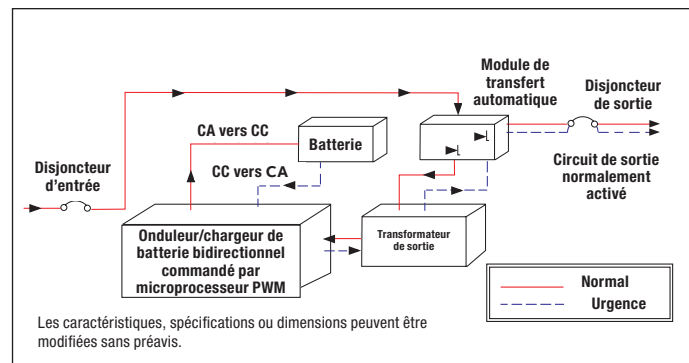 Module de
transfert
automatique
Disjoncteur
de sortie
CA vers CC
Batterie
CC vers CA
Disjoncteur
d'entrée
Circuit de sortie
normalement
activé
Onduleur/chargeur de
batterie bidirectionnel
commandé par
microprocesseur PWM
Transformateur
de sortie
Normal
Urgence
Les caractéristiques, spécifications ou dimensions peuvent être
modifiées sans préavis.